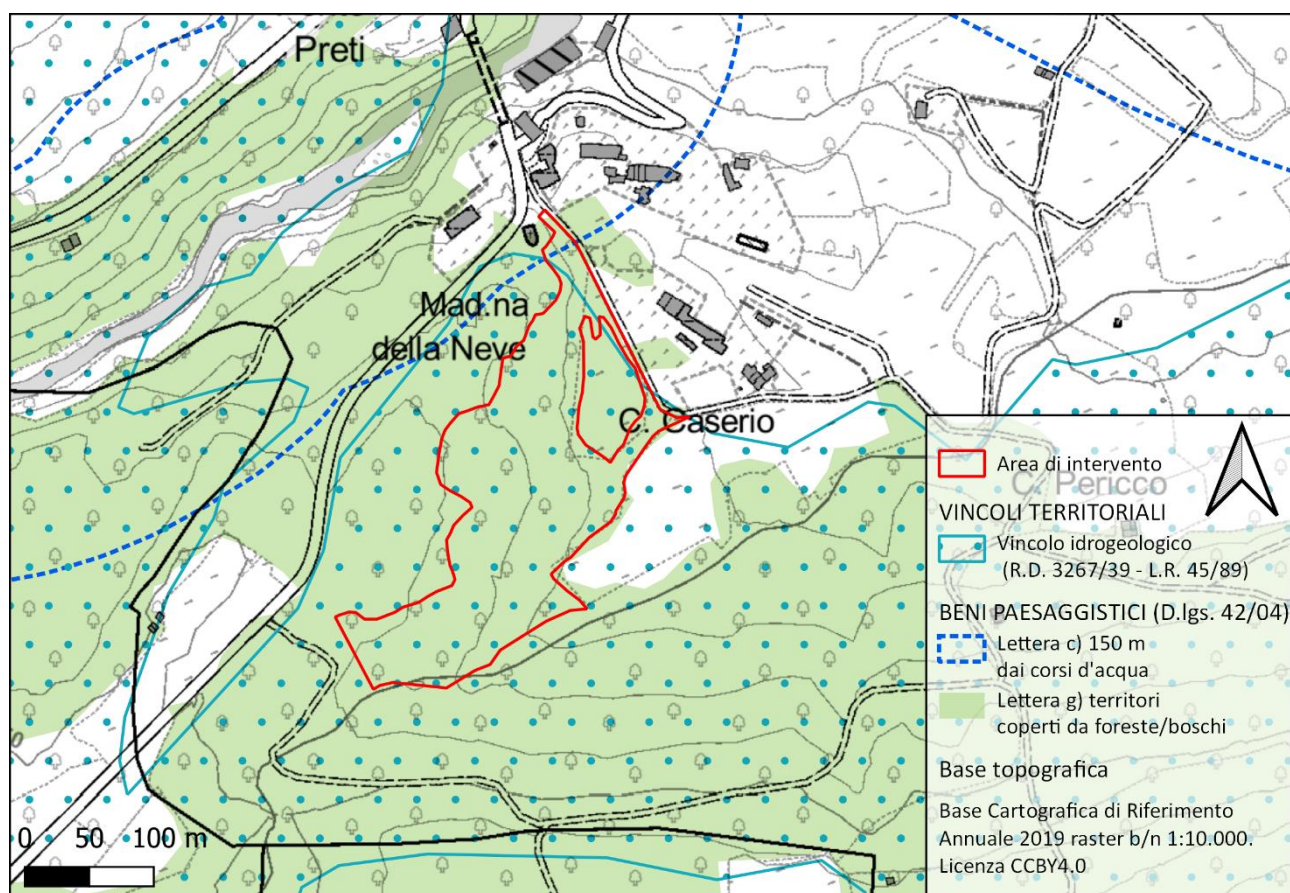 Preti
Mad.na
della Neve
C. Caserio
C. Pericco
0 50 100 m
Area di intervento
VINCOLI TERRITORIALI
Vincolo idrogeologico
(R.D. 3267/39 - L.R. 45/89)
BENI PAESAGGISTICI (D.lgs. 42/04)
Lettera c) 150 m
dai corsi d'acqua
Lettera g) territori
coperti da foreste/boschi
Base topografica
Base Cartografica di Riferimento
Annuale 2019 raster b/n 1:10.000.
Licenza CCBY4.0